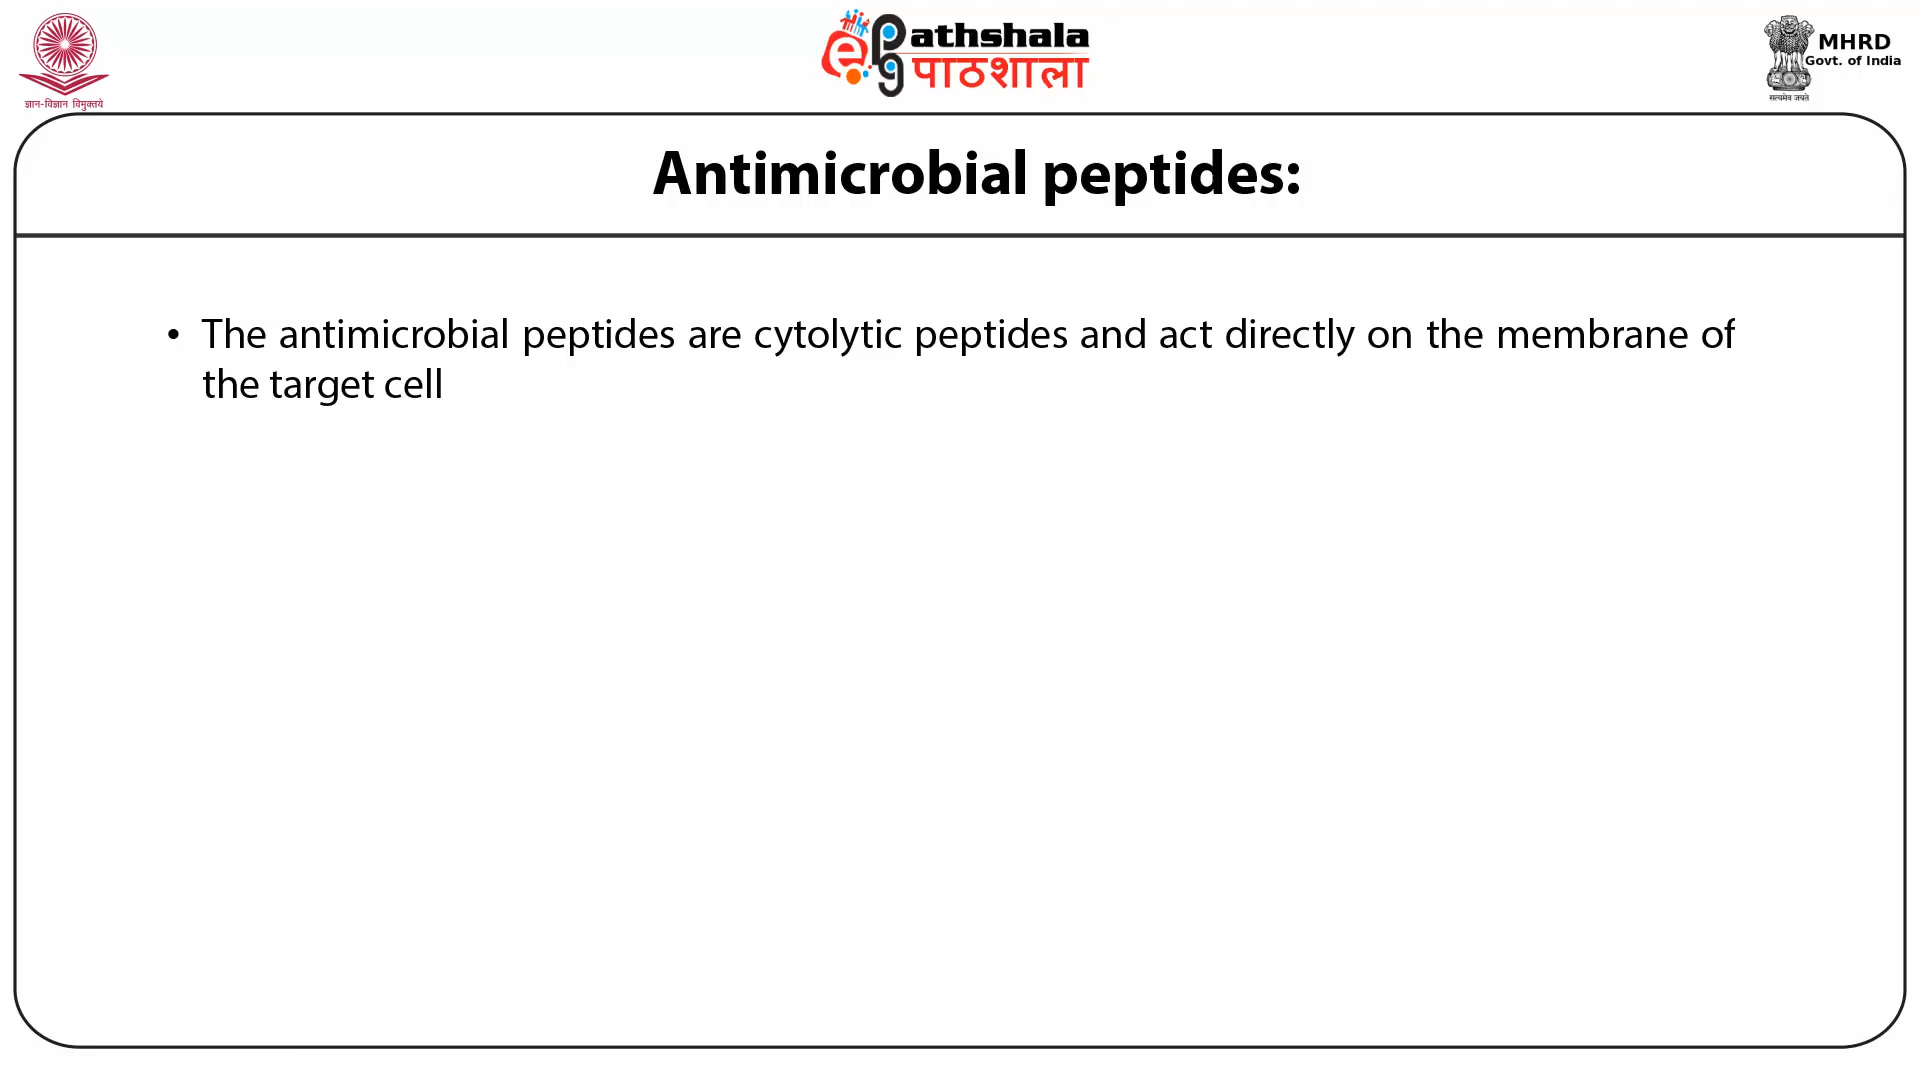 ज्ञान-विज्ञान विमुक्तये
ePathshala
पाठशाला
MHRD
Govt. of India
सत्यमेव जयते
Antimicrobial peptides:
• The antimicrobial peptides are cytolytic peptides and act directly on the membrane of
the target cell